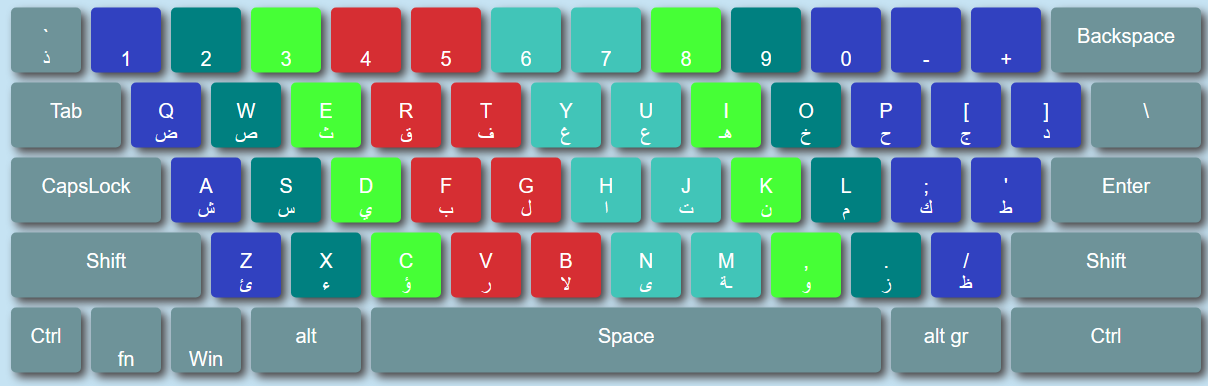 ` 1 2 3 4 5 6 7 8 9 0 - + Backspace
ذ
Tab Q W E R T Y U I O P [ ] \
ض ص ث ق ف غ ع هـ خ ح ج د
CapsLock A S D F G H J K L ; ' Enter
ش س ي ب ل ا ت ن م ك ط
Shift Z X C V B N M , . / Shift
ئ ء ؤ ر لا ى ـة و ز ظ
Ctrl fn Win alt Space alt gr Ctrl